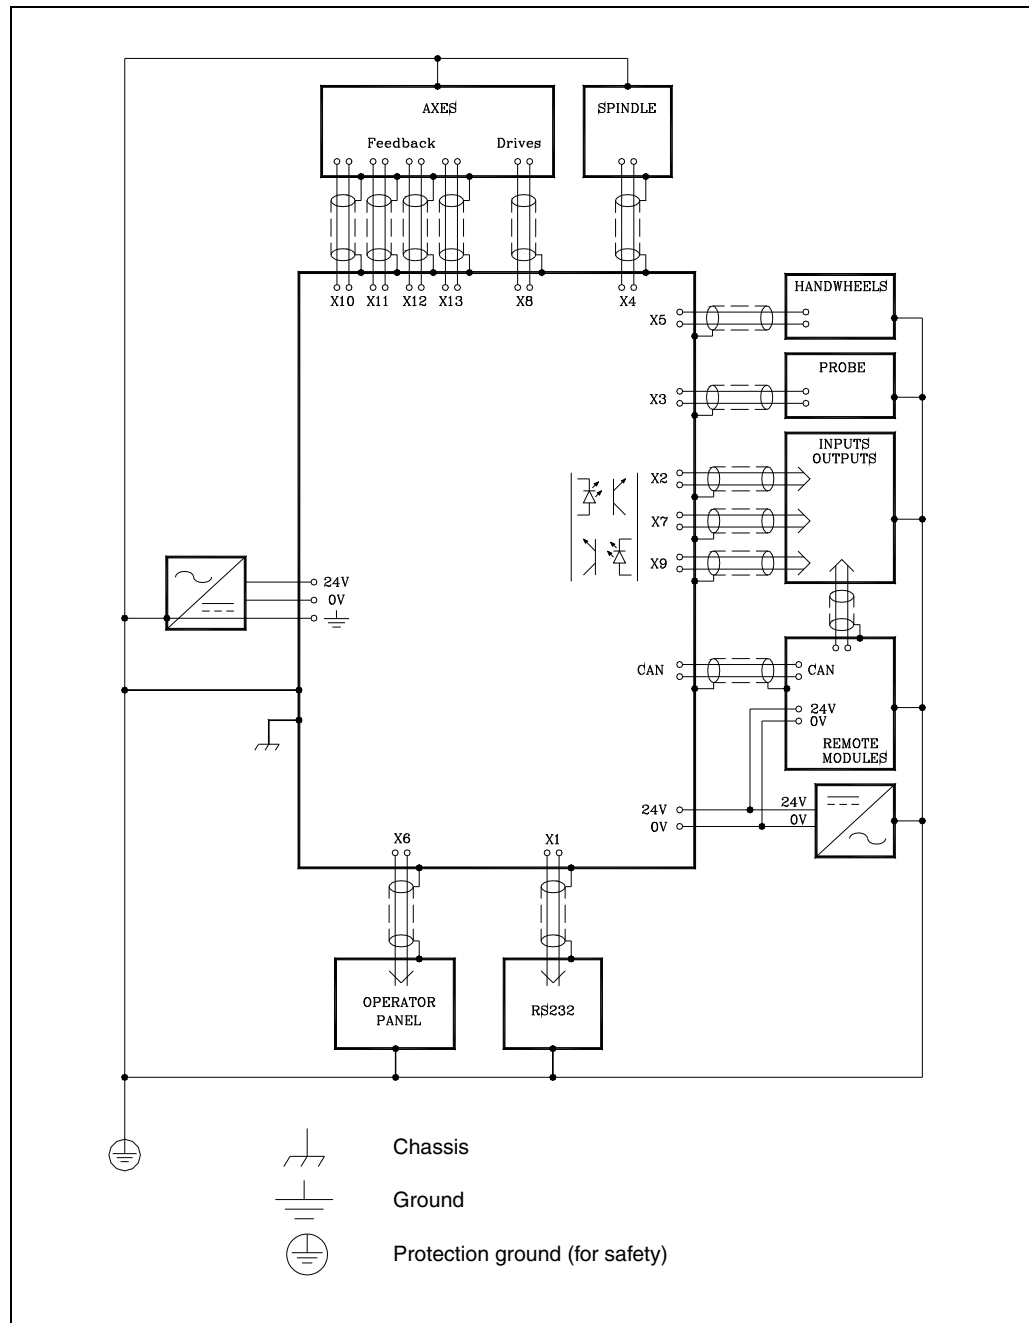 AXES
SPINDLE
Feedback
Drives
X10
X11
X12
X13
X8
X4
HANDWHEELS
X5
PROBE
X3
INPUTS
OUTPUTS
X2
X7
X9
24V
0V
CAN
CAN
24V
0V
REMOTE
MODULES
24V
0V
24V
0V
X6
X1
OPERATOR
PANEL
RS232
Chassis
Ground
Protection ground (for safety)